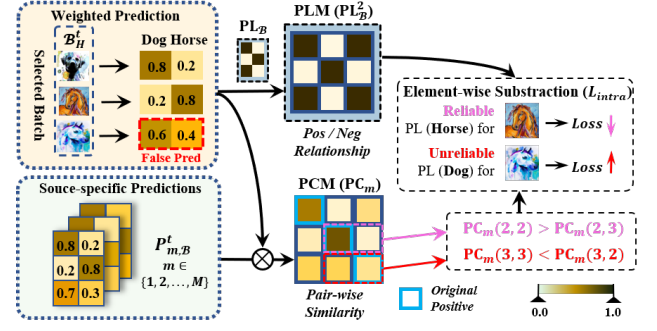 Weighted Prediction
Selected Batch
B_H^t
Dog Horse
0.8 0.2
0.2 0.8
0.6 0.4
False Pred
PL_B
PLM (PL_B^2)
Pos / Neg
Relationship
Element-wise Substraction (L_intra)
Reliable
PL (Horse) for
Loss ↓
Unreliable
PL (Dog) for
Loss ↑
Souce-specific Predictions
0.8 0.2
0.2 0.8
0.7 0.3
P_{m,B}^t
m ∈
{1, 2, ..., M}
PCM (PC_m)
Pair-wise
Similarity
Original
Positive
PC_m(2, 2) > PC_m(2, 3)
PC_m(3, 3) < PC_m(3, 2)
0.0 1.0